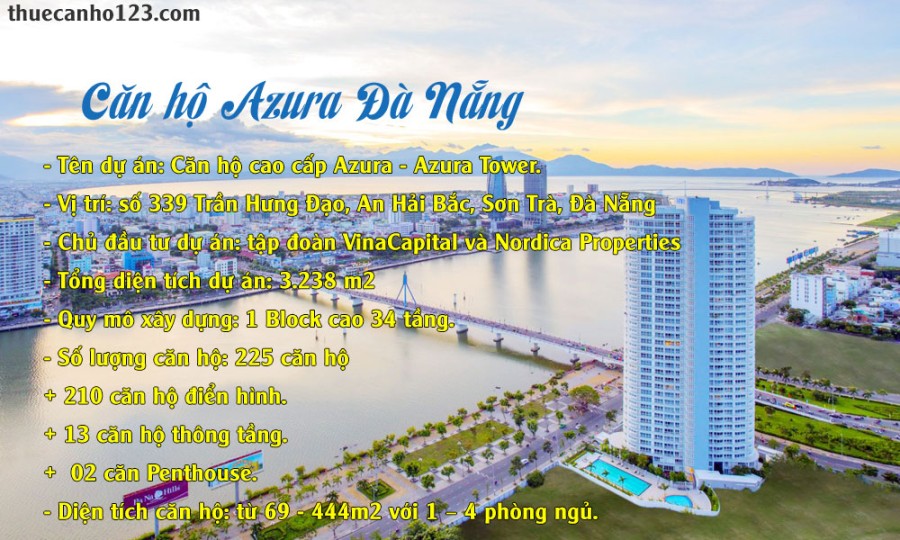 thuecanho123.com
Căn hộ Azura Đà Nẵng
- Tên dự án: Căn hộ cao cấp Azura - Azura Tower.
- Vị trí: số 339 Trần Hưng Đạo, An Hải Bắc, Sơn Trà, Đà Nẵng
- Chủ đầu tư dự án: tập đoàn VinaCapital và Nordica Properties
- Tổng diện tích dự án: 3.238 m2
- Quy mô xây dựng: 1 Block cao 34 tầng.
- Số lượng căn hộ: 225 căn hộ
+ 210 căn hộ điển hình.
+ 13 căn hộ thông tầng.
+ 02 căn Penthouse.
Ba Na Hills
- Diện tích căn hộ: từ 69 - 444m2 với 1 – 4 phòng ngủ.